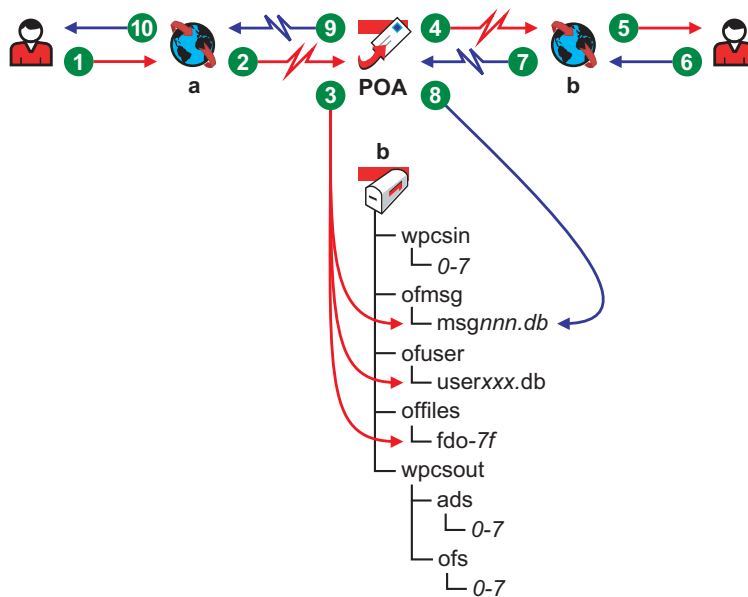 10 9 4 5
1 2 7 6
a POA b
3 8
b
wpcsin
0-7
ofmsg
msgnnn.db
ofuser
userxxx.db
offiles
fdo-7f
wpcsout
ads
0-7
ofs
0-7